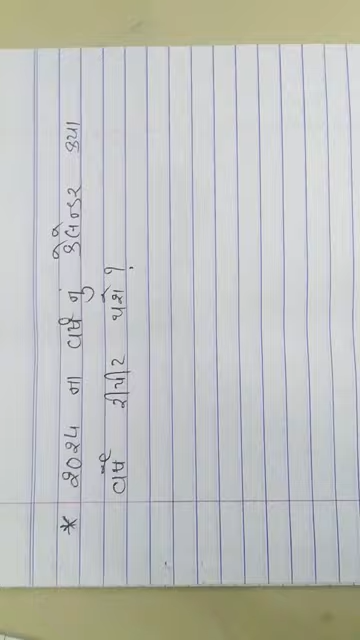 * ૨૦૨૫ ના વર્ષ નું કેલેન્ડર કયા
વર્ષે રીપીટ થશે ?